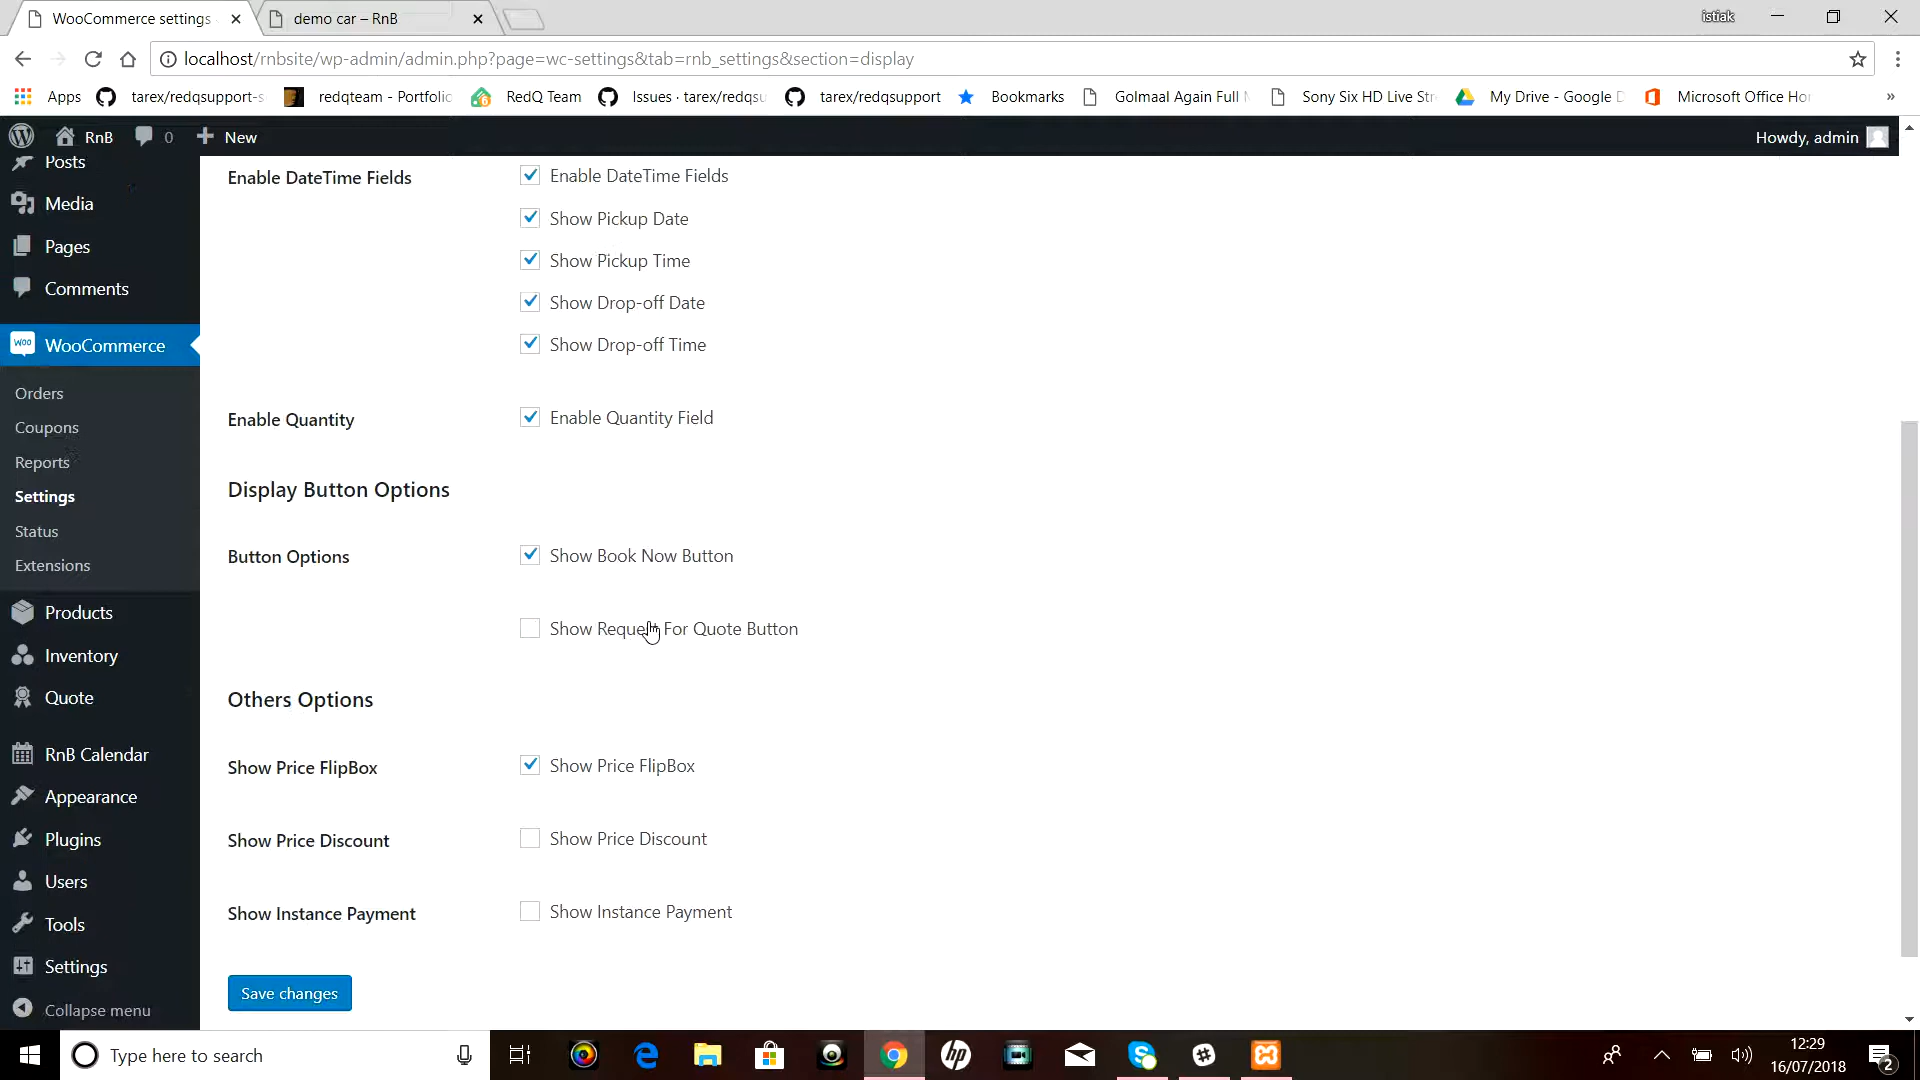 WooCommerce settings
demo car – RnB
istiak
localhost/rnbsite/wp-admin/admin.php?page=wc-settings&tab=rnb_settings&section=display
Apps
tarex/redqsupport-s
redqteam - Portfolio
RedQ Team
Issues · tarex/redqsu
tarex/redqsupport
Bookmarks
Golmaal Again Full
Sony Six HD Live Str
My Drive - Google D
Microsoft Office Hor
»
RnB
0
New
Howdy, admin
Posts
Media
Pages
Comments
WooCommerce
Orders
Coupons
Reports
Settings
Status
Extensions
Products
Inventory
Quote
RnB Calendar
Appearance
Plugins
Users
Tools
Settings
Collapse menu
Enable DateTime Fields
Enable DateTime Fields
Show Pickup Date
Show Pickup Time
Show Drop-off Date
Show Drop-off Time
Enable Quantity
Enable Quantity Field
Display Button Options
Button Options
Show Book Now Button
Show Request For Quote Button
Others Options
Show Price FlipBox
Show Price FlipBox
Show Price Discount
Show Price Discount
Show Instance Payment
Show Instance Payment
Save changes
Type here to search
12:29
16/07/2018
2